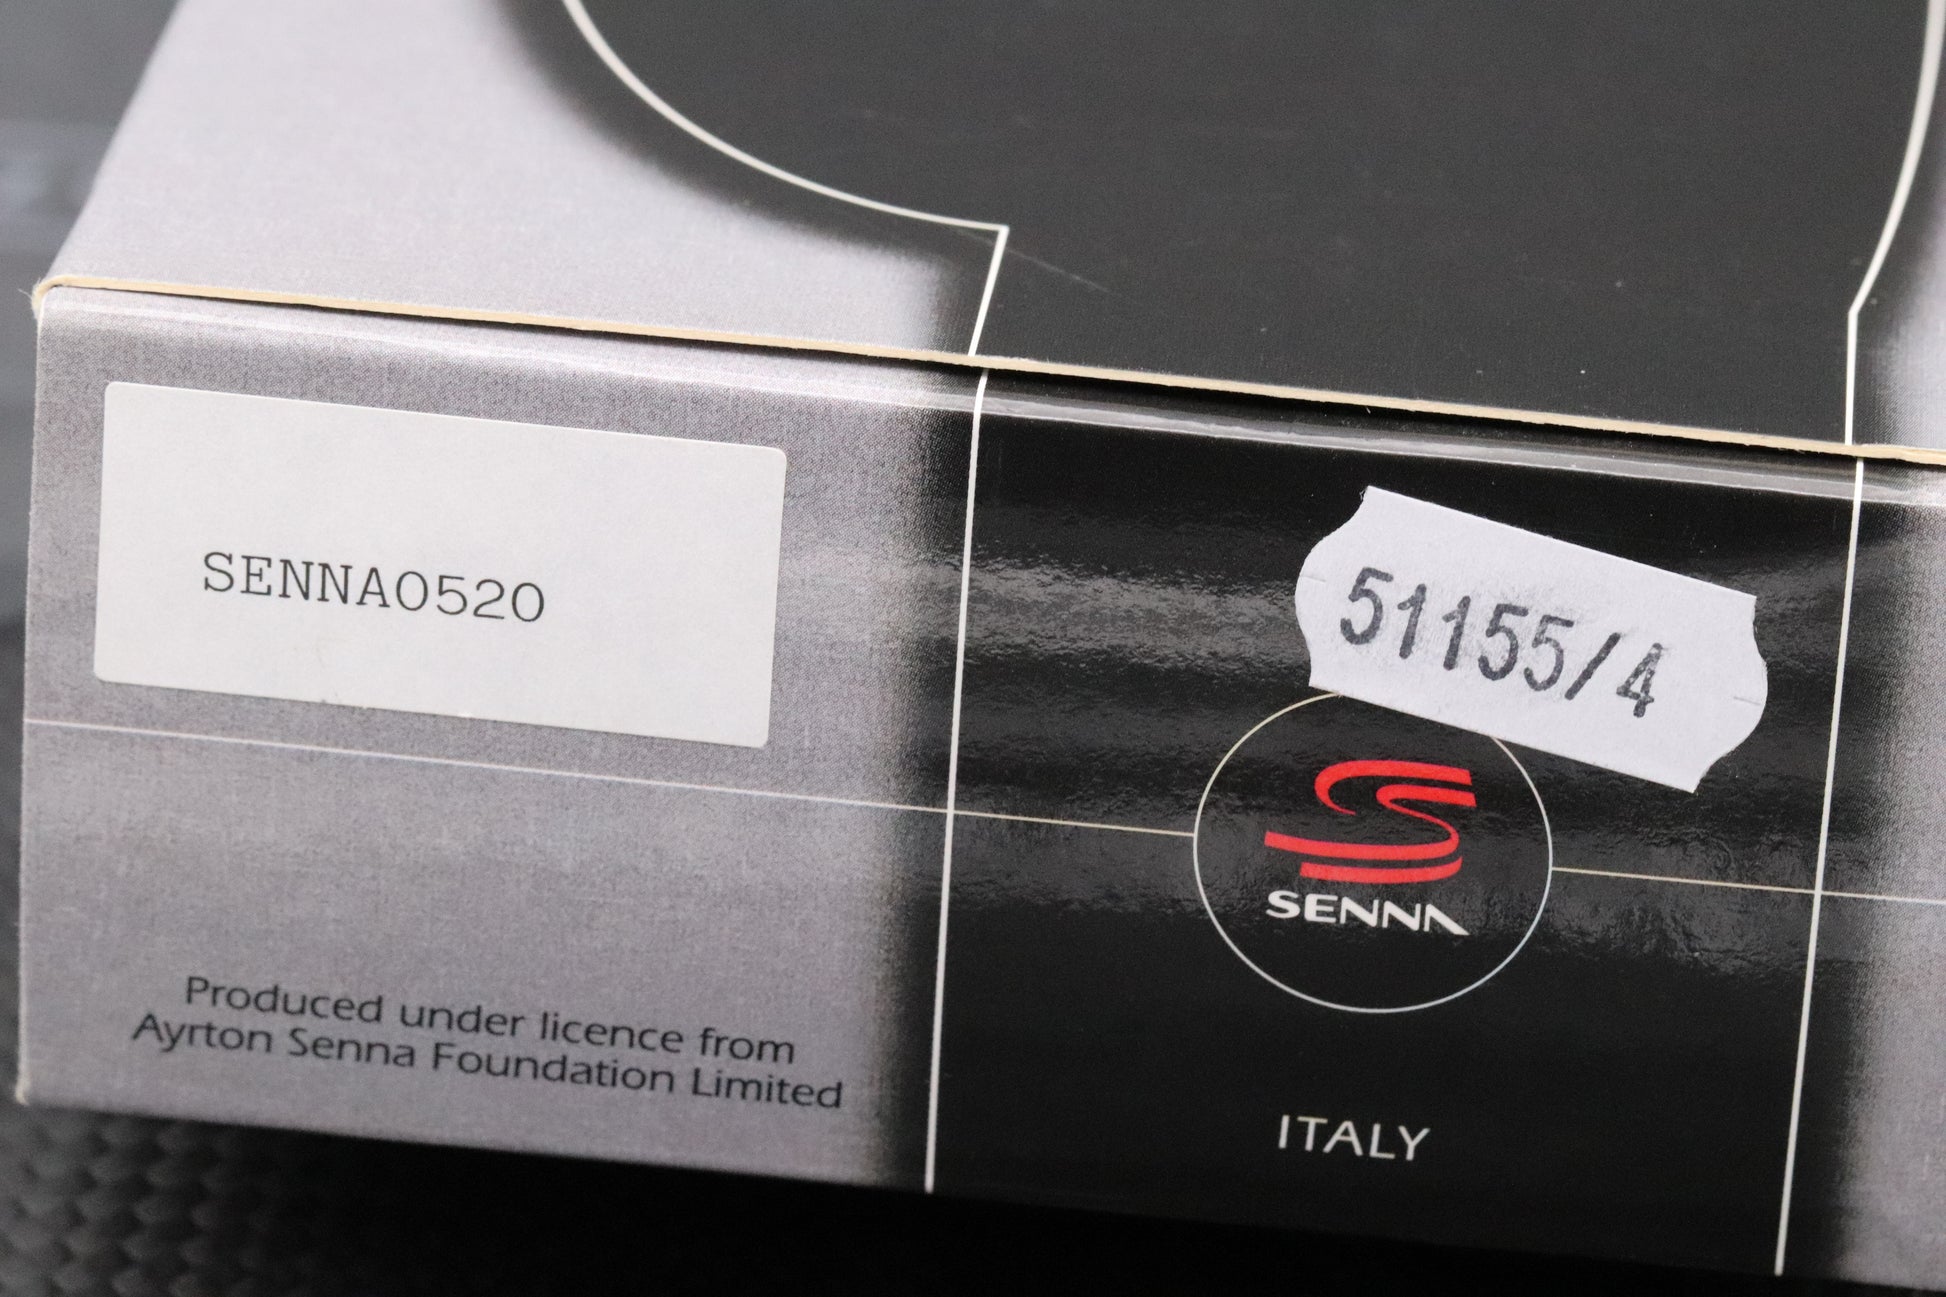 SENNA0520
51155/4
SENNA
Produced under licence from
Ayrton Senna Foundation Limited
ITALY